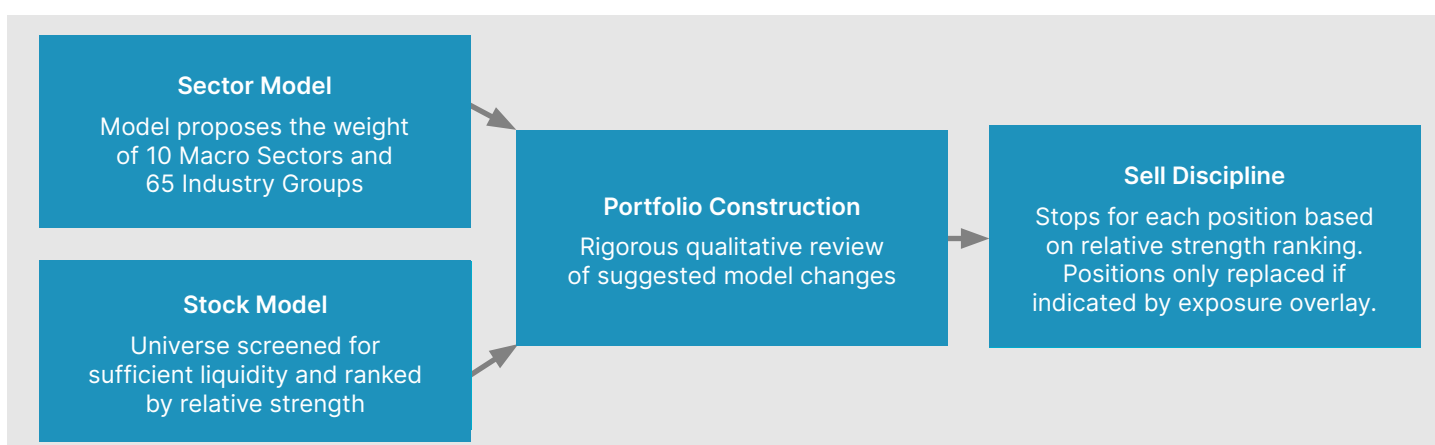 Sector Model
Model proposes the weight
of 10 Macro Sectors and
65 Industry Groups
Stock Model
Universe screened for
sufficient liquidity and ranked
by relative strength
Portfolio Construction
Rigorous qualitative review
of suggested model changes
Sell Discipline
Stops for each position based
on relative strength ranking.
Positions only replaced if
indicated by exposure overlay.